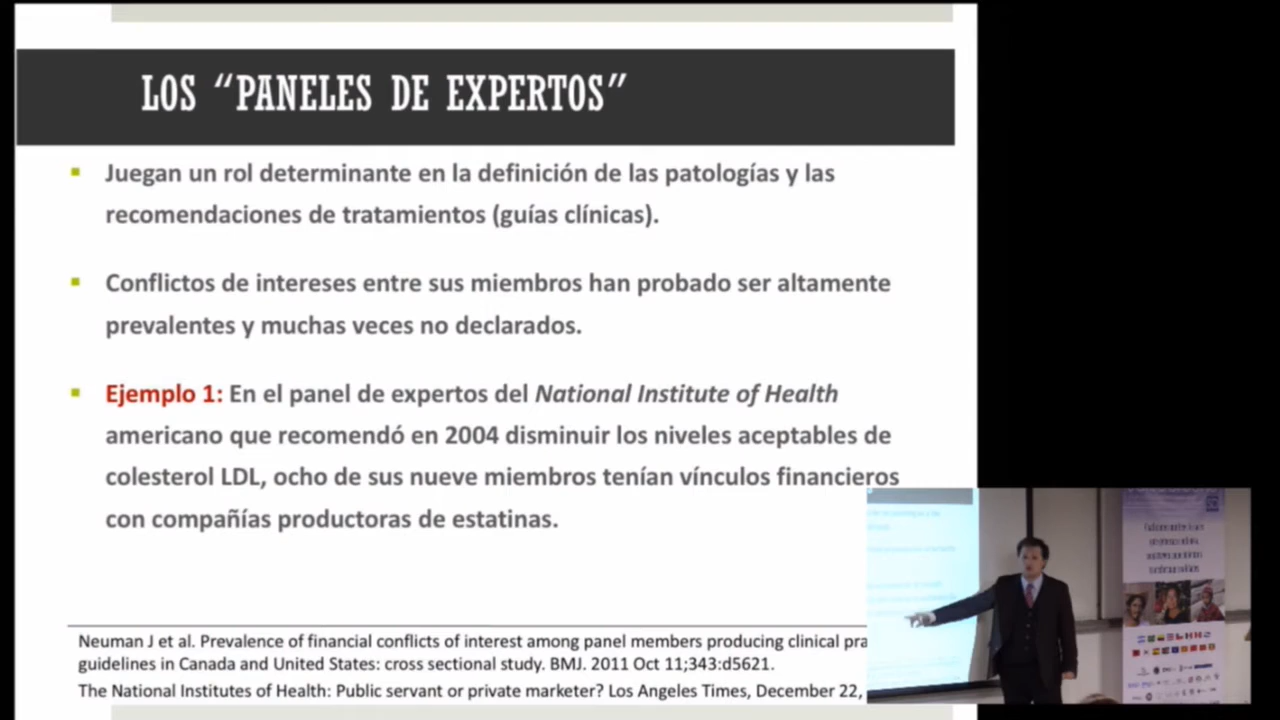 LOS “PANELES DE EXPERTOS”
Juegan un rol determinante en la definición de las patologías y las
recomendaciones de tratamientos (guías clínicas).
Conflictos de intereses entre sus miembros han probado ser altamente
prevalentes y muchas veces no declarados.
Ejemplo 1: En el panel de expertos del National Institute of Health
americano que recomendó en 2004 disminuir los niveles aceptables de
colesterol LDL, ocho de sus nueve miembros tenían vínculos financieros
con compañías productoras de estatinas.
Neuman J et al. Prevalence of financial conflicts of interest among panel members producing clinical pra
guidelines in Canada and United States: cross sectional study. BMJ. 2011 Oct 11;343:d5621.
The National Institutes of Health: Public servant or private marketer? Los Angeles Times, December 22,